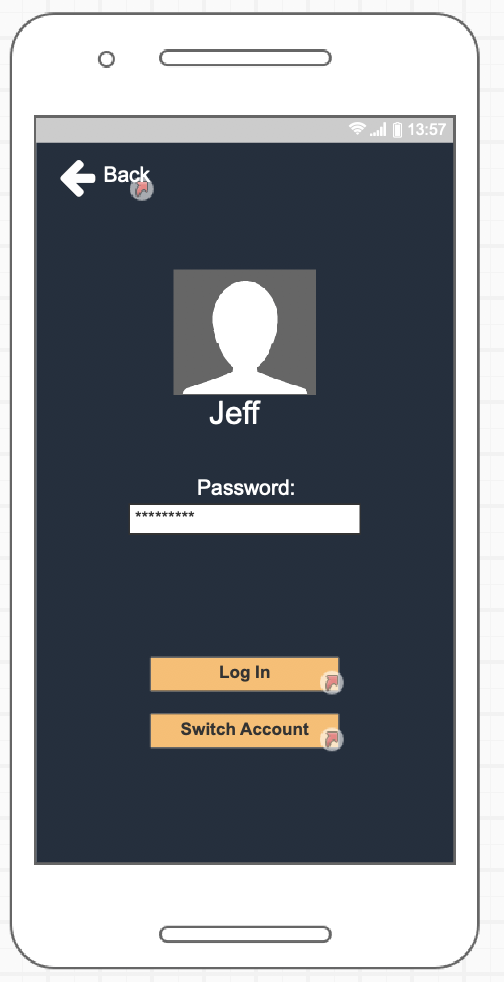 13:57
Back
Jeff
Password:
*********
Log In
Switch Account